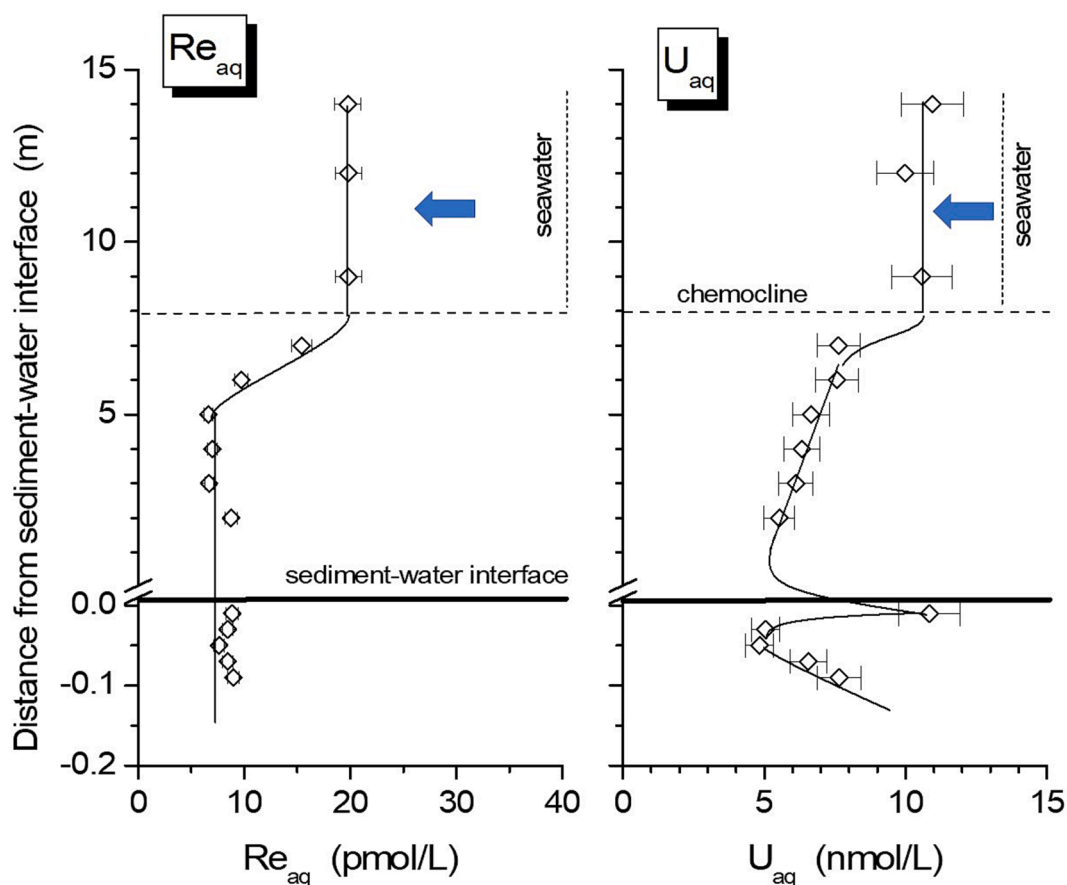 Re aq
U aq
15
10
5
0.0
-0.1
-0.2
Distance from sediment-water interface (m)
seawater
seawater
chemocline
sediment-water interface
0 10 20 30 40
0 5 10 15
Re aq (pmol/L)
U aq (nmol/L)